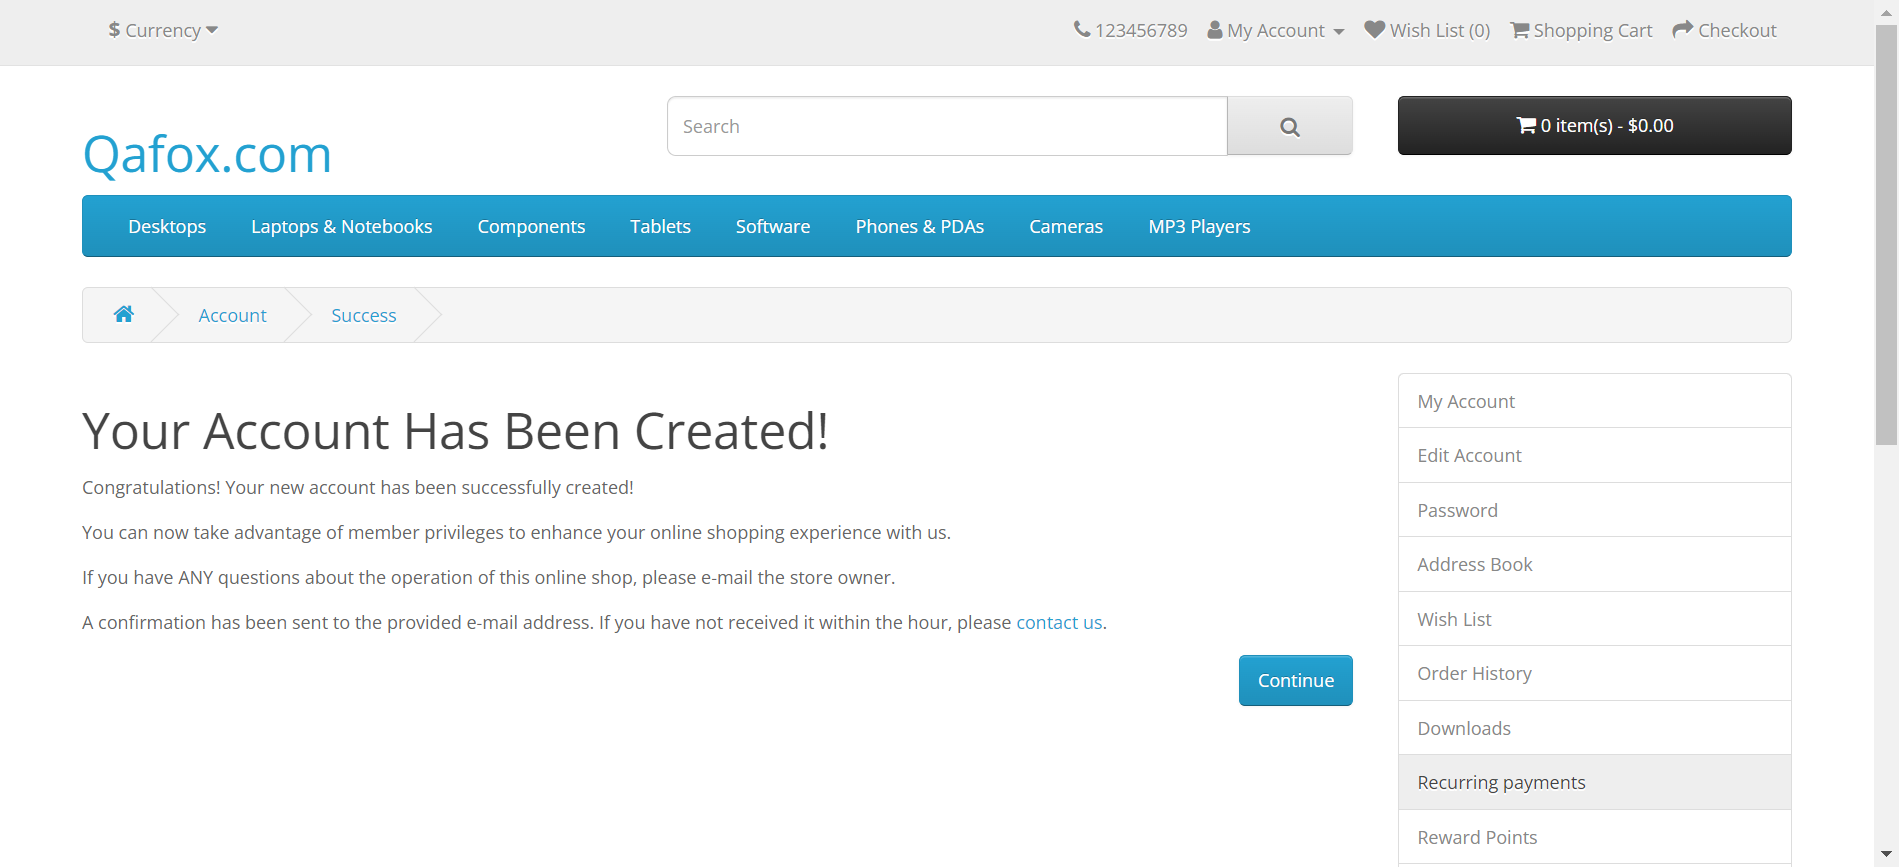 $ Currency
123456789 My Account Wish List (0) Shopping Cart Checkout
Qafox.com
Search
0 item(s) - $0.00
Desktops Laptops & Notebooks Components Tablets Software Phones & PDAs Cameras MP3 Players
Account Success
Your Account Has Been Created!
Congratulations! Your new account has been successfully created!
You can now take advantage of member privileges to enhance your online shopping experience with us.
If you have ANY questions about the operation of this online shop, please e-mail the store owner.
A confirmation has been sent to the provided e-mail address. If you have not received it within the hour, please contact us.
Continue
My Account
Edit Account
Password
Address Book
Wish List
Order History
Downloads
Recurring payments
Reward Points